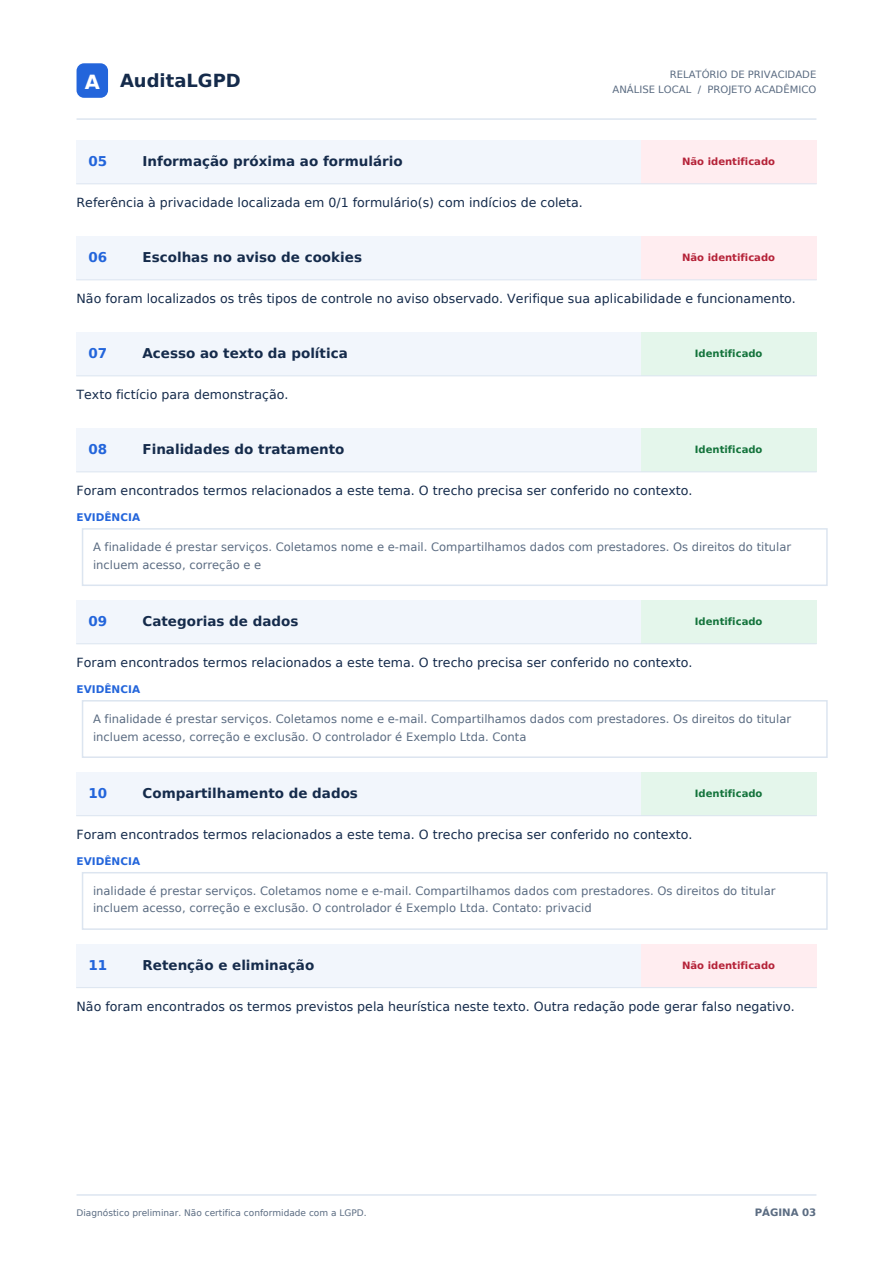 A AuditaLGPD
RELATÓRIO DE PRIVACIDADE
ANÁLISE LOCAL / PROJETO ACADÊMICO
05 Informação próxima ao formulário Não identificado
Referência à privacidade localizada em 0/1 formulário(s) com indícios de coleta.
06 Escolhas no aviso de cookies Não identificado
Não foram localizados os três tipos de controle no aviso observado. Verifique sua aplicabilidade e funcionamento.
07 Acesso ao texto da política Identificado
Texto fictício para demonstração.
08 Finalidades do tratamento Identificado
Foram encontrados termos relacionados a este tema. O trecho precisa ser conferido no contexto.
EVIDÊNCIA
A finalidade é prestar serviços. Coletamos nome e e-mail. Compartilhamos dados com prestadores. Os direitos do titular
incluem acesso, correção e e
09 Categorias de dados Identificado
Foram encontrados termos relacionados a este tema. O trecho precisa ser conferido no contexto.
EVIDÊNCIA
A finalidade é prestar serviços. Coletamos nome e e-mail. Compartilhamos dados com prestadores. Os direitos do titular
incluem acesso, correção e exclusão. O controlador é Exemplo Ltda. Conta
10 Compartilhamento de dados Identificado
Foram encontrados termos relacionados a este tema. O trecho precisa ser conferido no contexto.
EVIDÊNCIA
inalidade é prestar serviços. Coletamos nome e e-mail. Compartilhamos dados com prestadores. Os direitos do titular
incluem acesso, correção e exclusão. O controlador é Exemplo Ltda. Contato: privacid
11 Retenção e eliminação Não identificado
Não foram encontrados os termos previstos pela heurística neste texto. Outra redação pode gerar falso negativo.
Diagnóstico preliminar. Não certifica conformidade com a LGPD.
PÁGINA 03